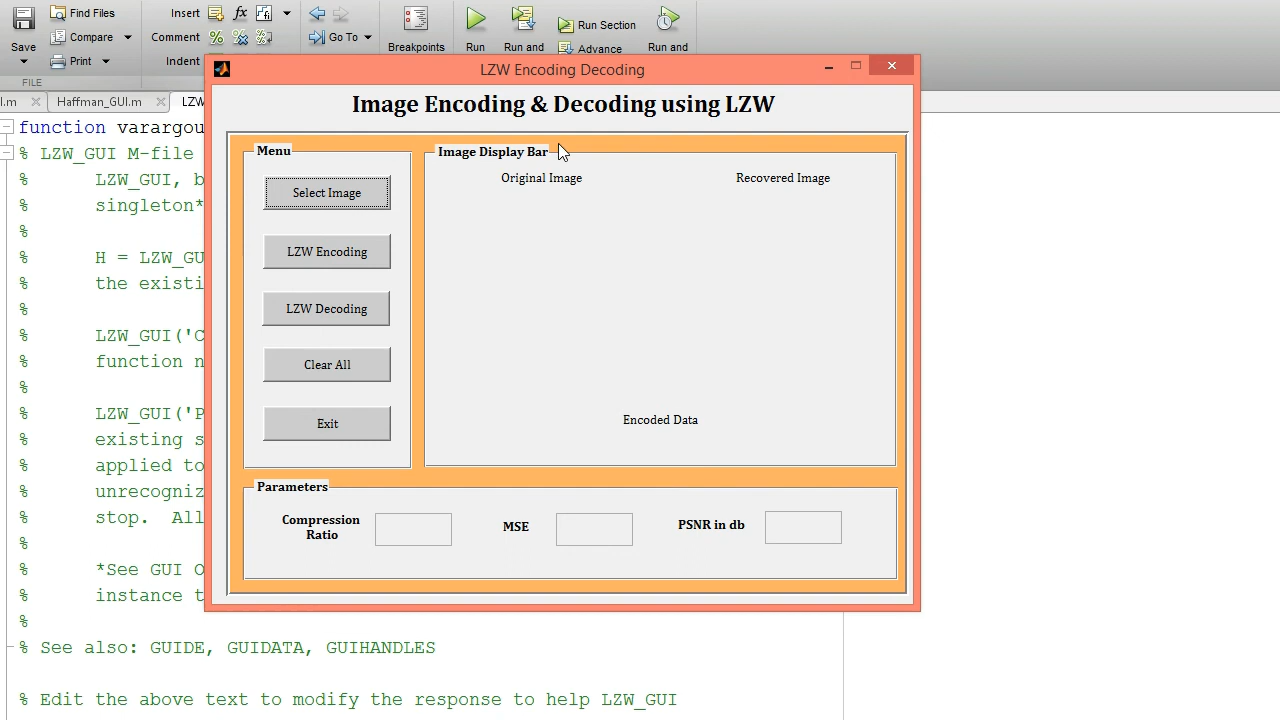 Find Files
Insert
fx
Save
Compare
Comment
Go To
Breakpoints
Run
Run and
Run Section
Advance
Run and
Print
Indent
FILE
LZW Encoding Decoding
l.m
Haffman_GUI.m
LZW
Image Encoding & Decoding using LZW
Menu
Select Image
LZW Encoding
LZW Decoding
Clear All
Exit
Image Display Bar
Original Image
Recovered Image
Encoded Data
Parameters
Compression
Ratio
MSE
PSNR in db
function varargou
% LZW_GUI M-file
% LZW_GUI, b
% singleton*
%
% H = LZW_GU
% the existi
%
% LZW_GUI('C
% function n
%
% LZW_GUI('P
% existing s
% applied to
% unrecogniz
% stop. All
%
% *See GUI O
% instance t
%
% See also: GUIDE, GUIDATA, GUIHANDLES
% Edit the above text to modify the response to help LZW_GUI